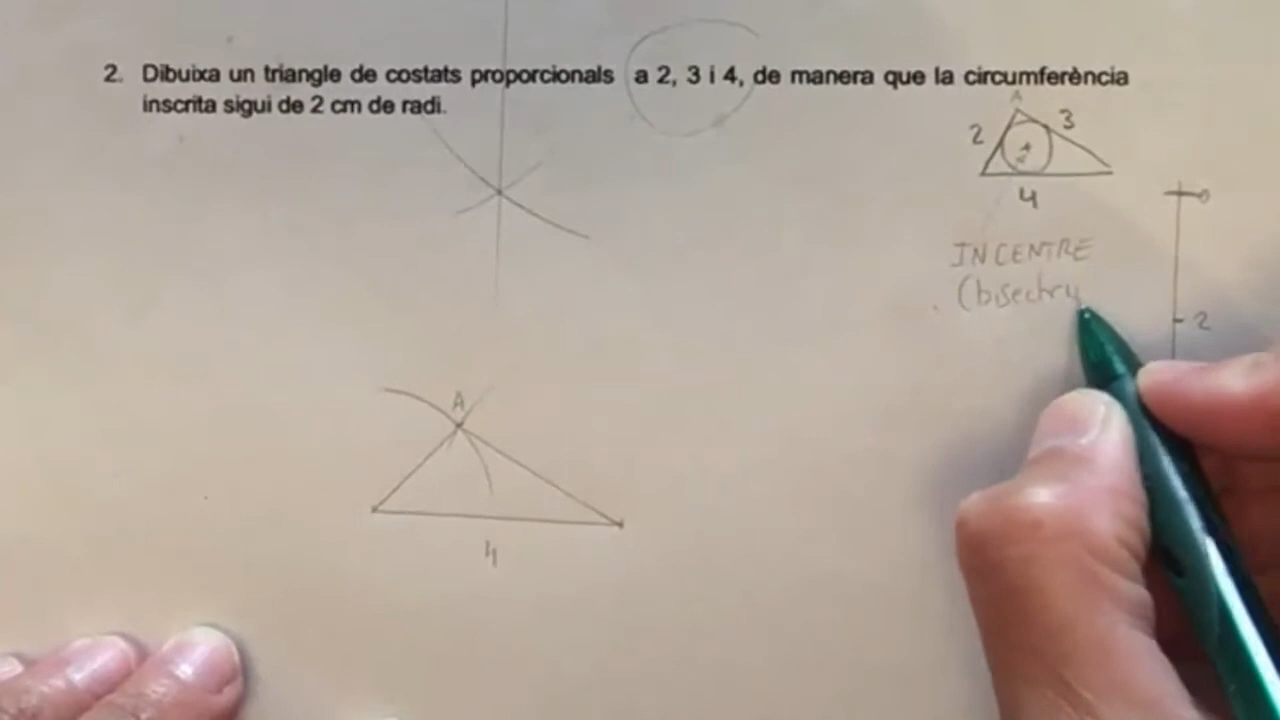 2. Dibuixa un triangle de costats proporcionals a 2, 3 i 4, de manera que la circumferència
inscrita sigui de 2 cm de radi.
A
2
3
4
INCENTRE
0
2
A
4